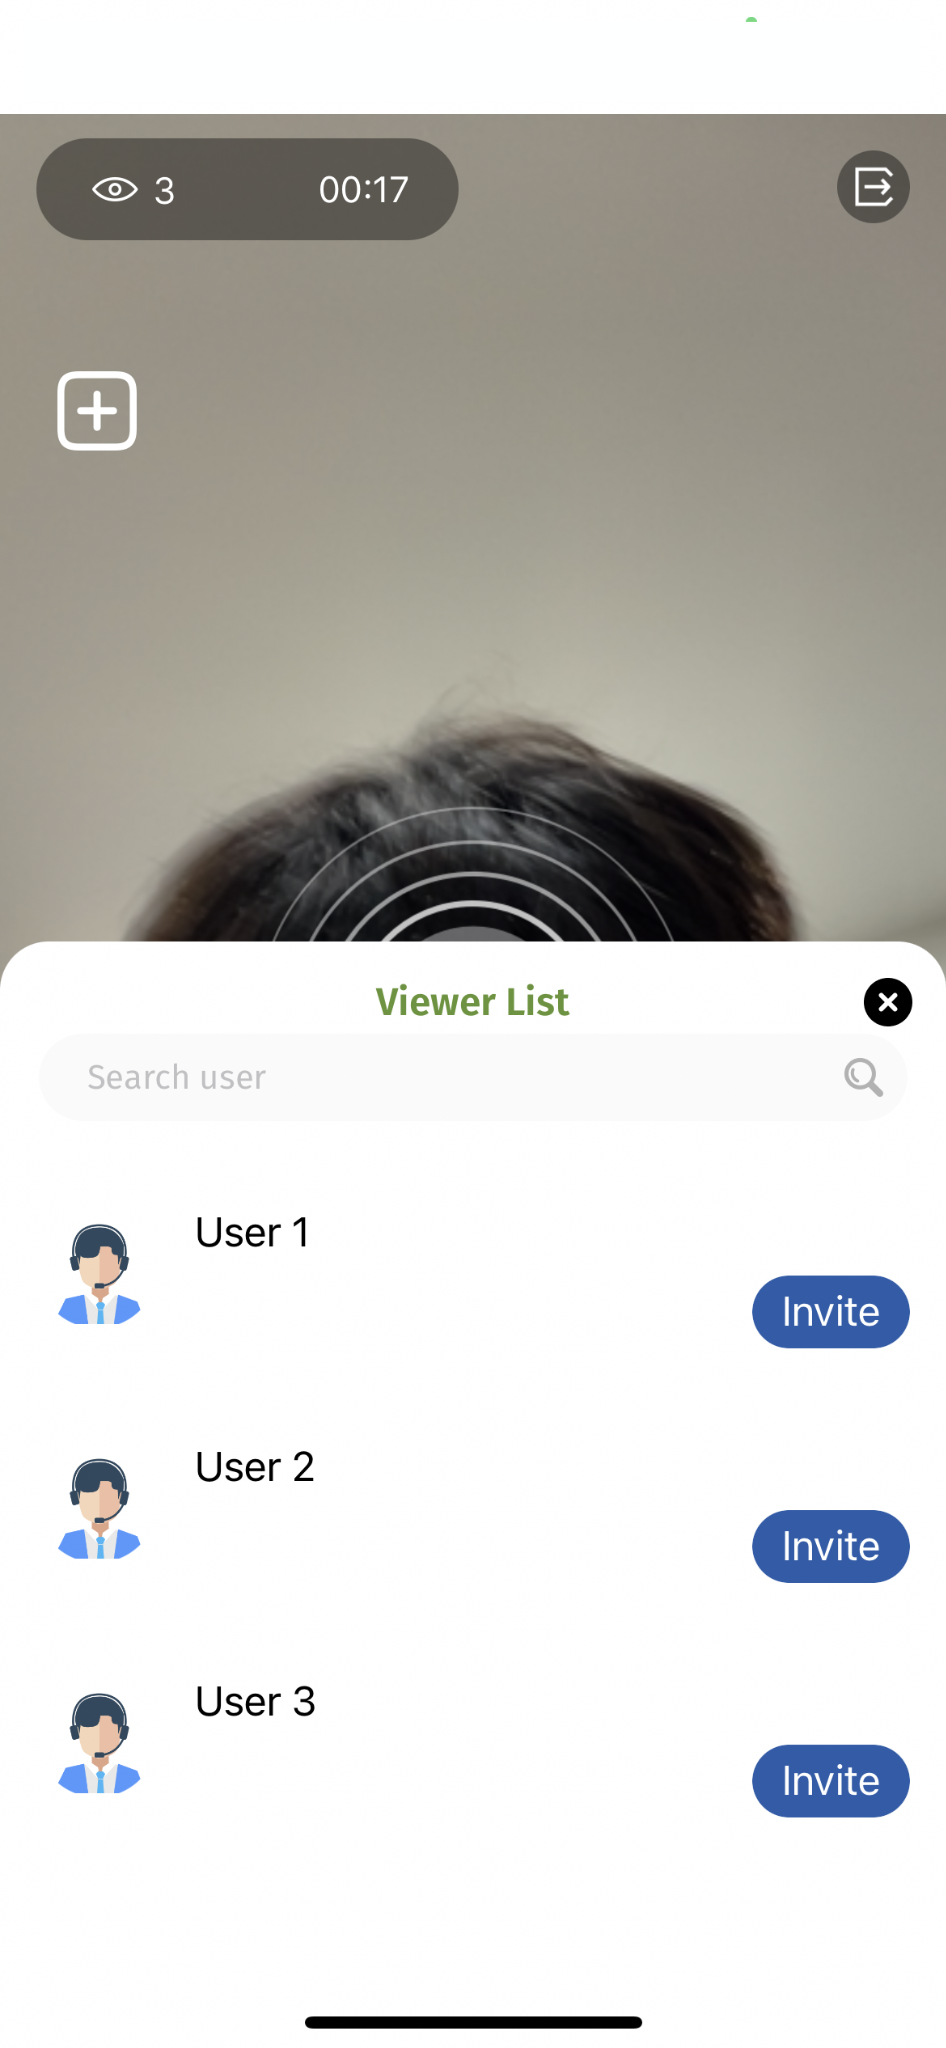 3 00:17
Viewer List
Search user
User 1
Invite
User 2
Invite
User 3
Invite